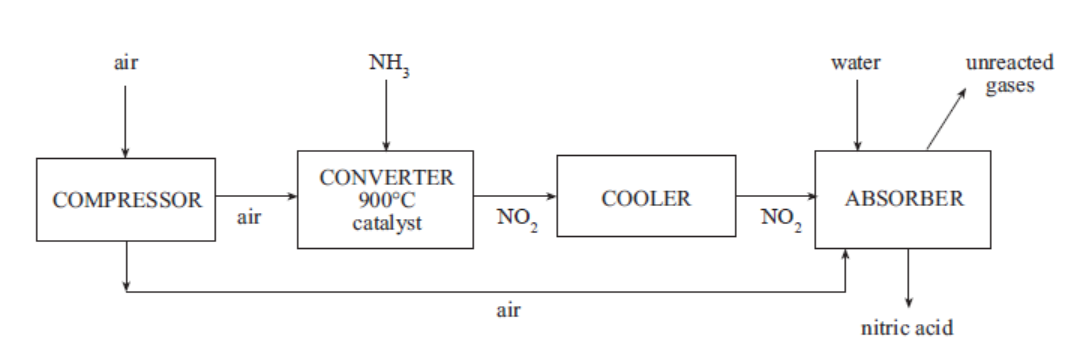 air
NH₃
water
unreacted
gases
COMPRESSOR
air
CONVERTER
900°C
catalyst
NO₂
COOLER
NO₂
ABSORBER
air
nitric acid